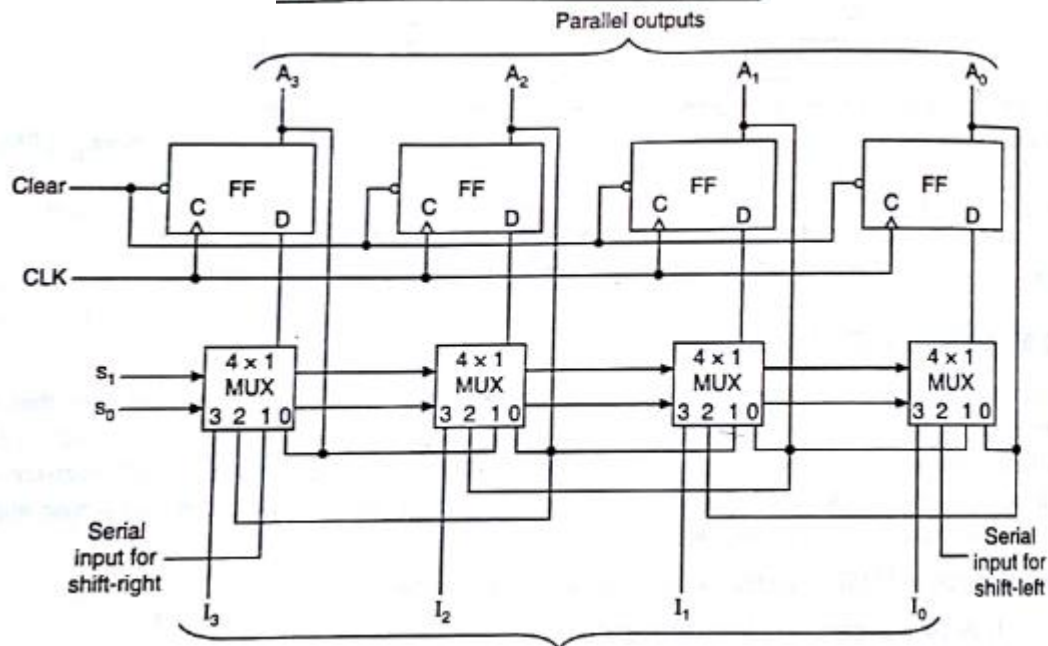 Parallel outputs
A₃ A₂ A₁ A₀
Clear FF FF FF FF
C D C D C D C D
CLK
4 × 1 4 × 1 4 × 1 4 × 1
MUX MUX MUX MUX
s₁
s₀
3 2 1 0 3 2 1 0 3 2 1 0 3 2 1 0
Serial
input for
shift-right
Serial
input for
shift-left
I₃ I₂ I₁ I₀